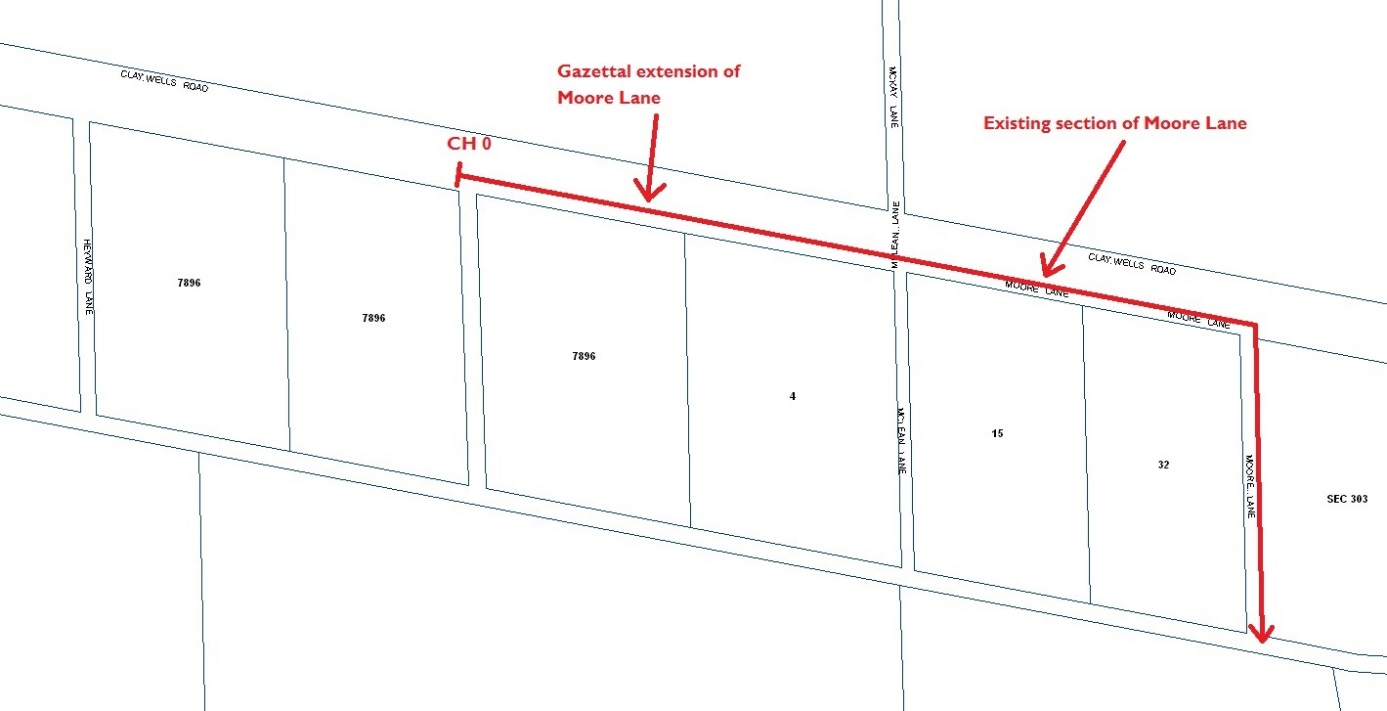 CLAY WELLS ROAD
Gazettal extension of
Moore Lane
MCKAY LANE
Existing section of Moore Lane
CH 0
MCLEAN LANE
CLAY WELLS ROAD
HEYWARD LANE
7896
7896
7896
MOORE LANE
MOORE LANE
4
MCLEAN LANE
15
32
MOORE LANE
SEC 303